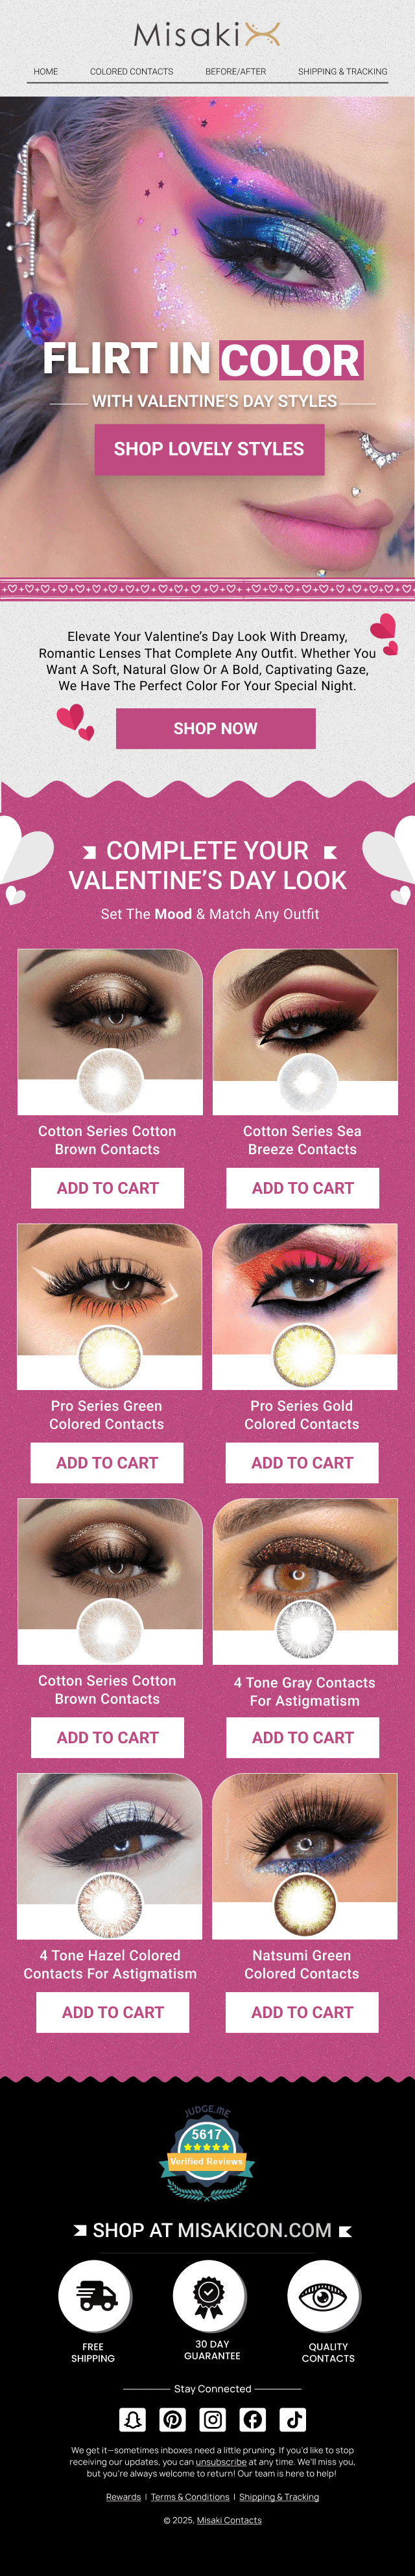 Misaki
HOME COLORED CONTACTS BEFORE/AFTER SHIPPING & TRACKING
FLIRT IN COLOR
WITH VALENTINE'S DAY STYLES
SHOP LOVELY STYLES
Elevate Your Valentine's Day Look With Dreamy,
Romantic Lenses That Complete Any Outfit. Whether You
Want A Soft, Natural Glow Or A Bold, Captivating Gaze,
We Have The Perfect Color For Your Special Night.
SHOP NOW
COMPLETE YOUR
VALENTINE'S DAY LOOK
Set The Mood & Match Any Outfit
Cotton Series Cotton
Brown Contacts
ADD TO CART
Cotton Series Sea
Breeze Contacts
ADD TO CART
Pro Series Green
Colored Contacts
ADD TO CART
Pro Series Gold
Colored Contacts
ADD TO CART
Cotton Series Cotton
Brown Contacts
ADD TO CART
4 Tone Gray Contacts
For Astigmatism
ADD TO CART
4 Tone Hazel Colored
Contacts For Astigmatism
ADD TO CART
Natsumi Green
Colored Contacts
ADD TO CART
JUDGE.ME
5617
Verified Reviews
SHOP AT MISAKICON.COM
FREE
SHIPPING
30 DAY
GUARANTEE
QUALITY
CONTACTS
Stay Connected
We get it—sometimes inboxes need a little pruning. If you'd like to stop
receiving our updates, you can unsubscribe at any time. We'll miss you,
but you're always welcome to return! Our team is here to help!
Rewards | Terms & Conditions | Shipping & Tracking
© 2025, Misaki Contacts